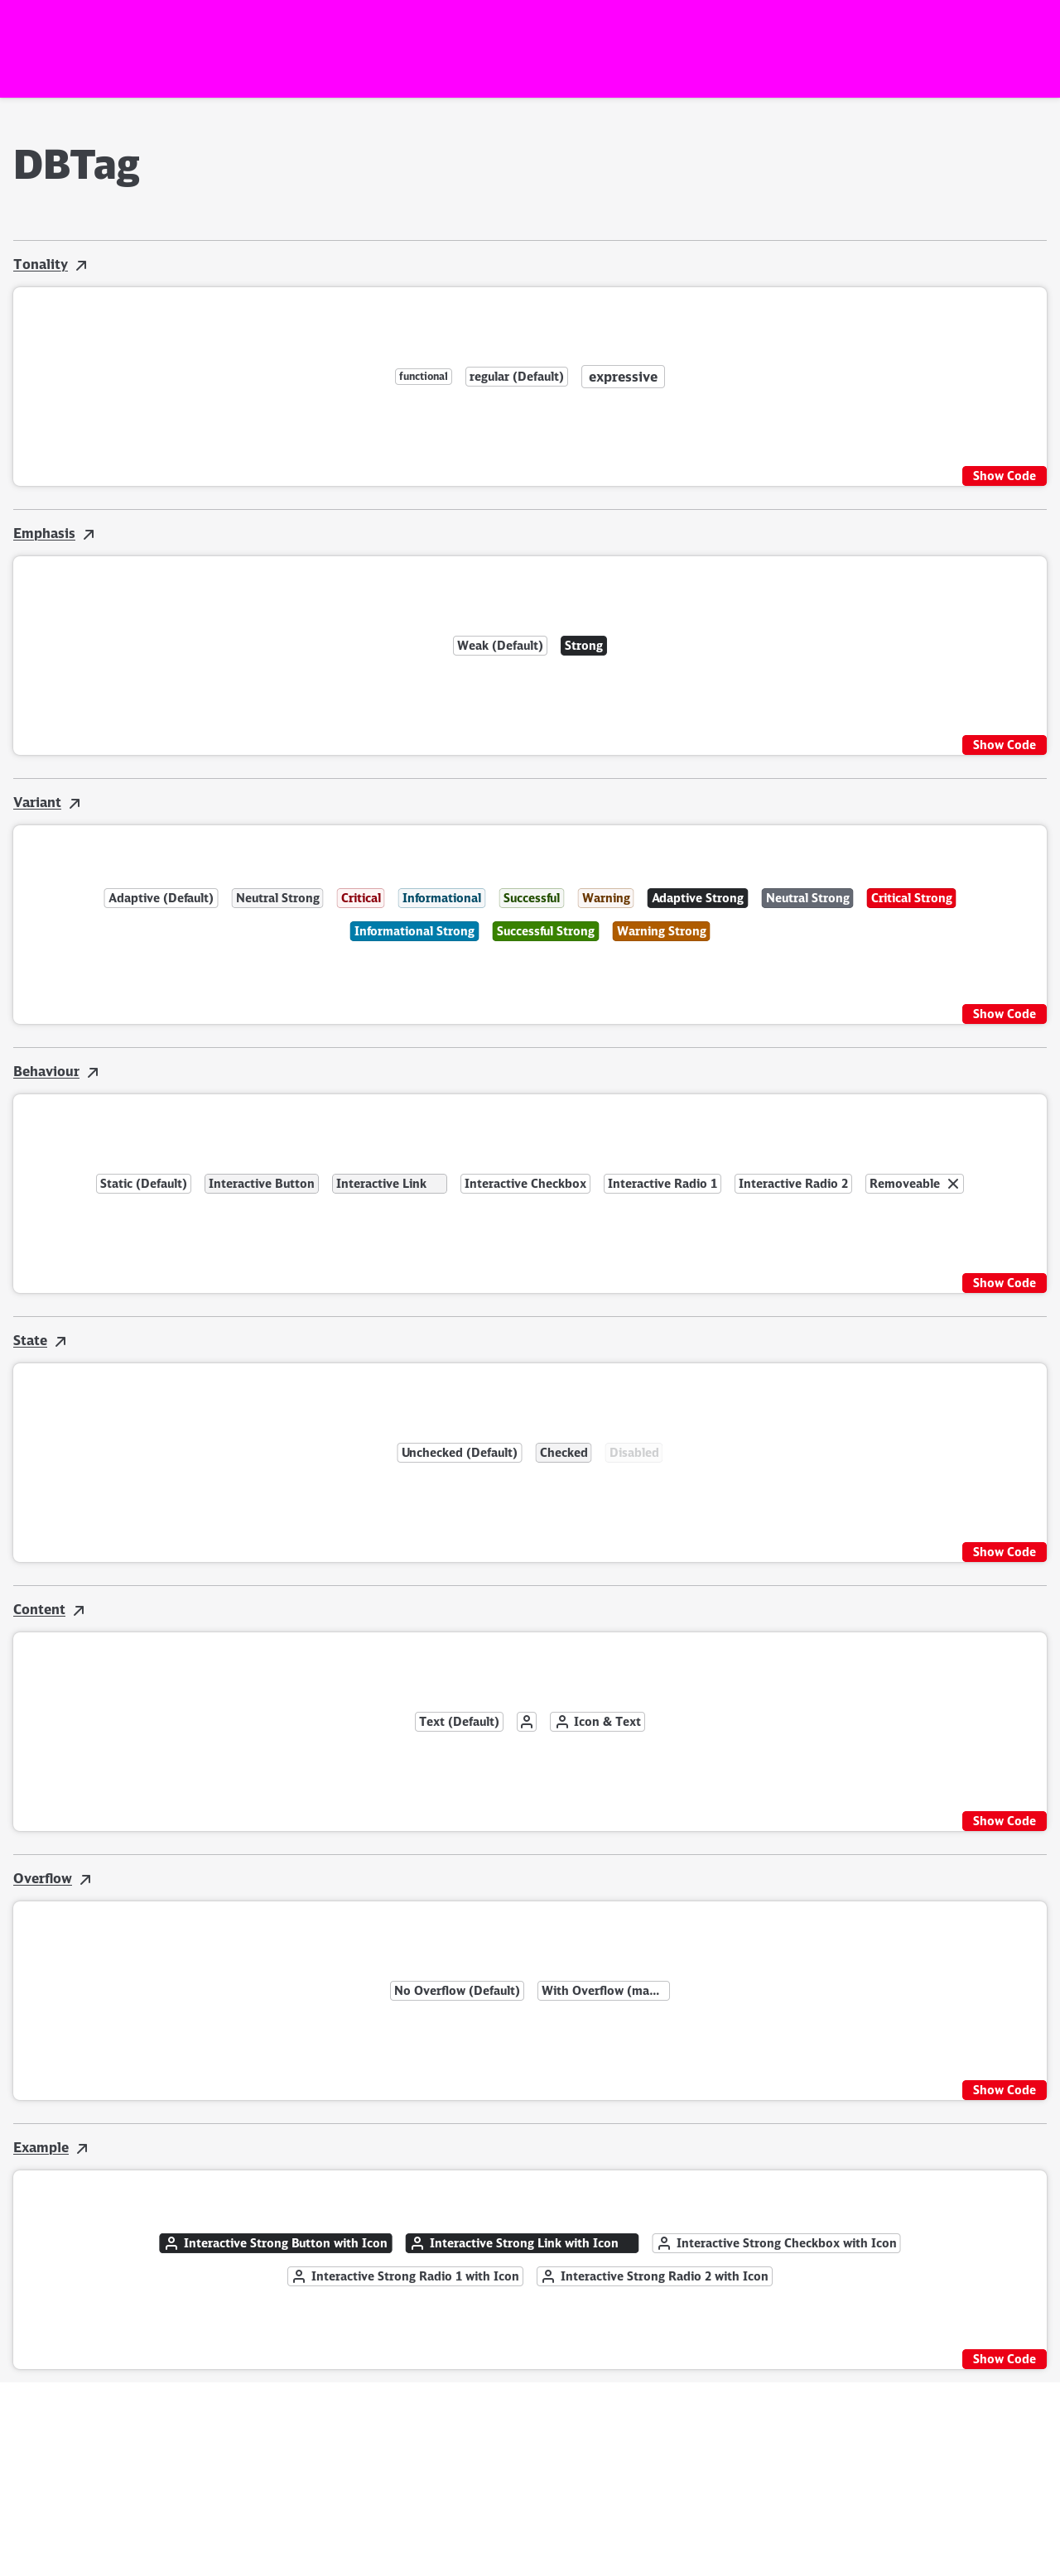 DBTag
Tonality
functional regular (Default) expressive
Show Code
Emphasis
Weak (Default) Strong
Show Code
Variant
Adaptive (Default) Neutral Strong Critical Informational Successful Warning Adaptive Strong Neutral Strong Critical Strong
Informational Strong Successful Strong Warning Strong
Show Code
Behaviour
Static (Default) Interactive Button Interactive Link Interactive Checkbox Interactive Radio 1 Interactive Radio 2 Removeable
Show Code
State
Unchecked (Default) Checked Disabled
Show Code
Content
Text (Default) Icon & Text
Show Code
Overflow
No Overflow (Default) With Overflow (ma...
Show Code
Example
Interactive Strong Button with Icon Interactive Strong Link with Icon Interactive Strong Checkbox with Icon
Interactive Strong Radio 1 with Icon Interactive Strong Radio 2 with Icon
Show Code